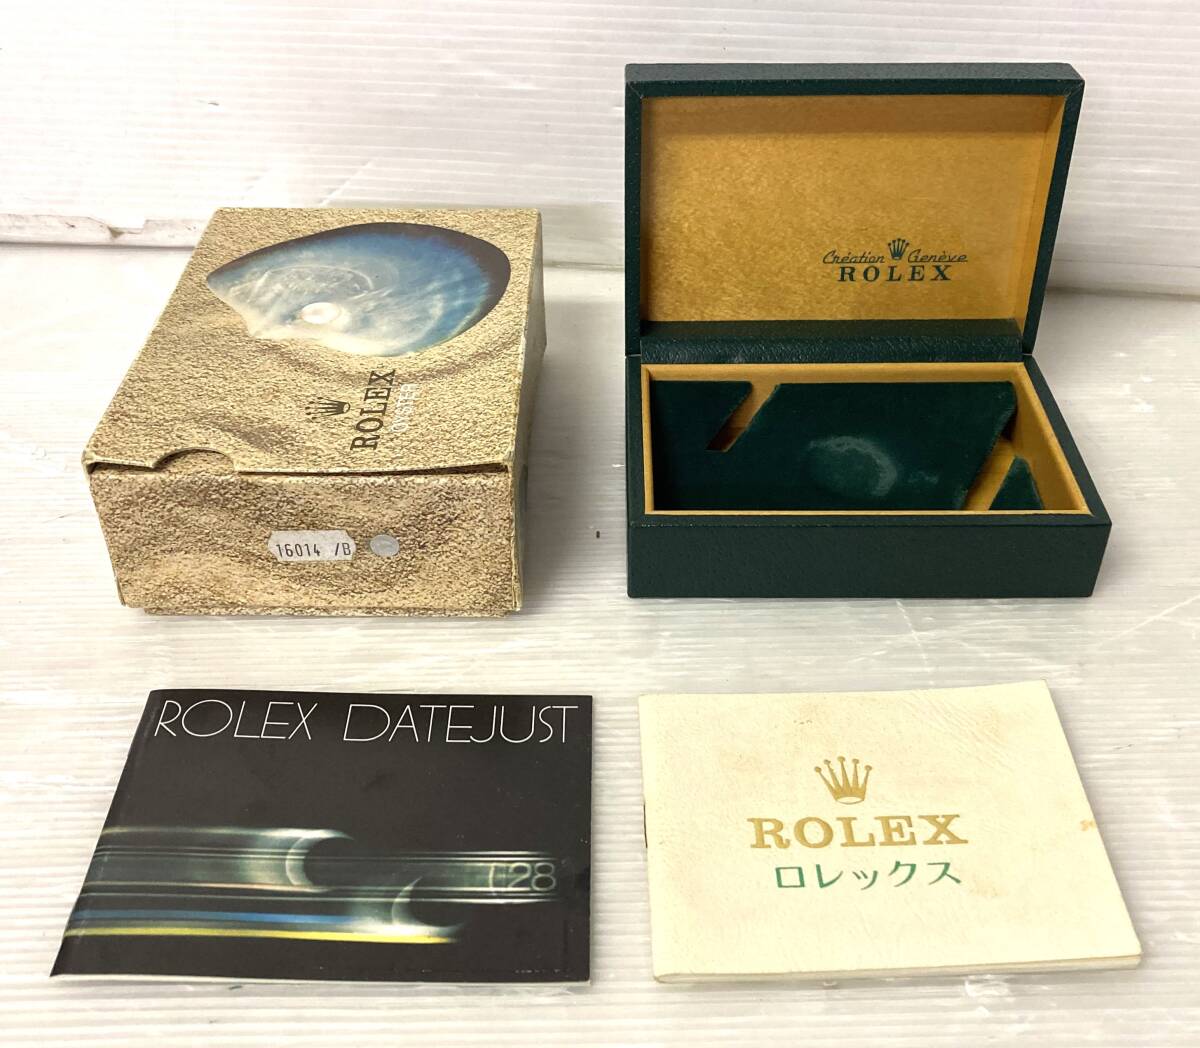 Création Genève
ROLEX
ROLEX
OYSTER
16014 /B
ROLEX DATEJUST
28
ROLEX
ロレックス